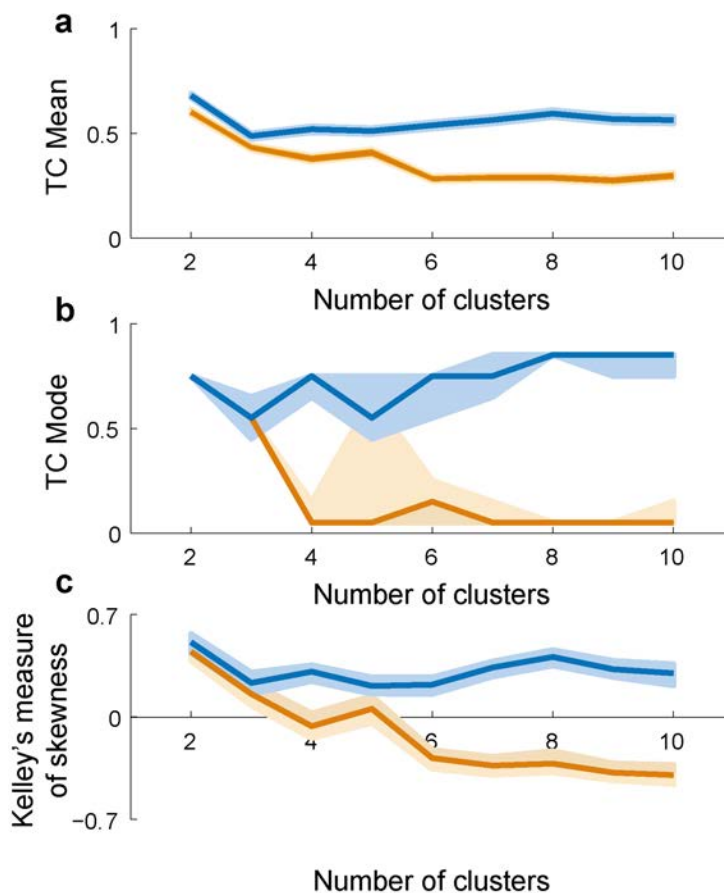 a
1
0.5
0
TC Mean
2 4 6 8 10
Number of clusters
b
1
0.5
0
TC Mode
2 4 6 8 10
Number of clusters
c
0.7
0
−0.7
Kelley's measure
of skewness
2 4 6 8 10
Number of clusters